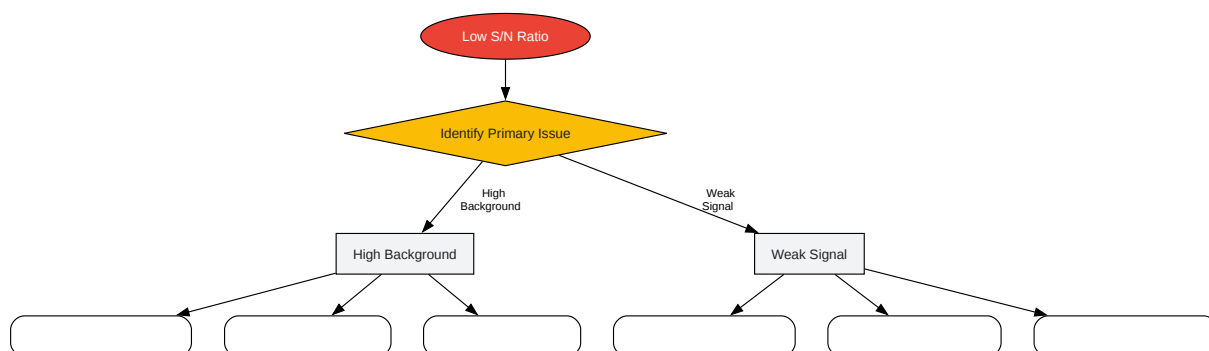 Low S/N Ratio
Identify Primary Issue
High
Background
Weak
Signal
High Background
Weak Signal